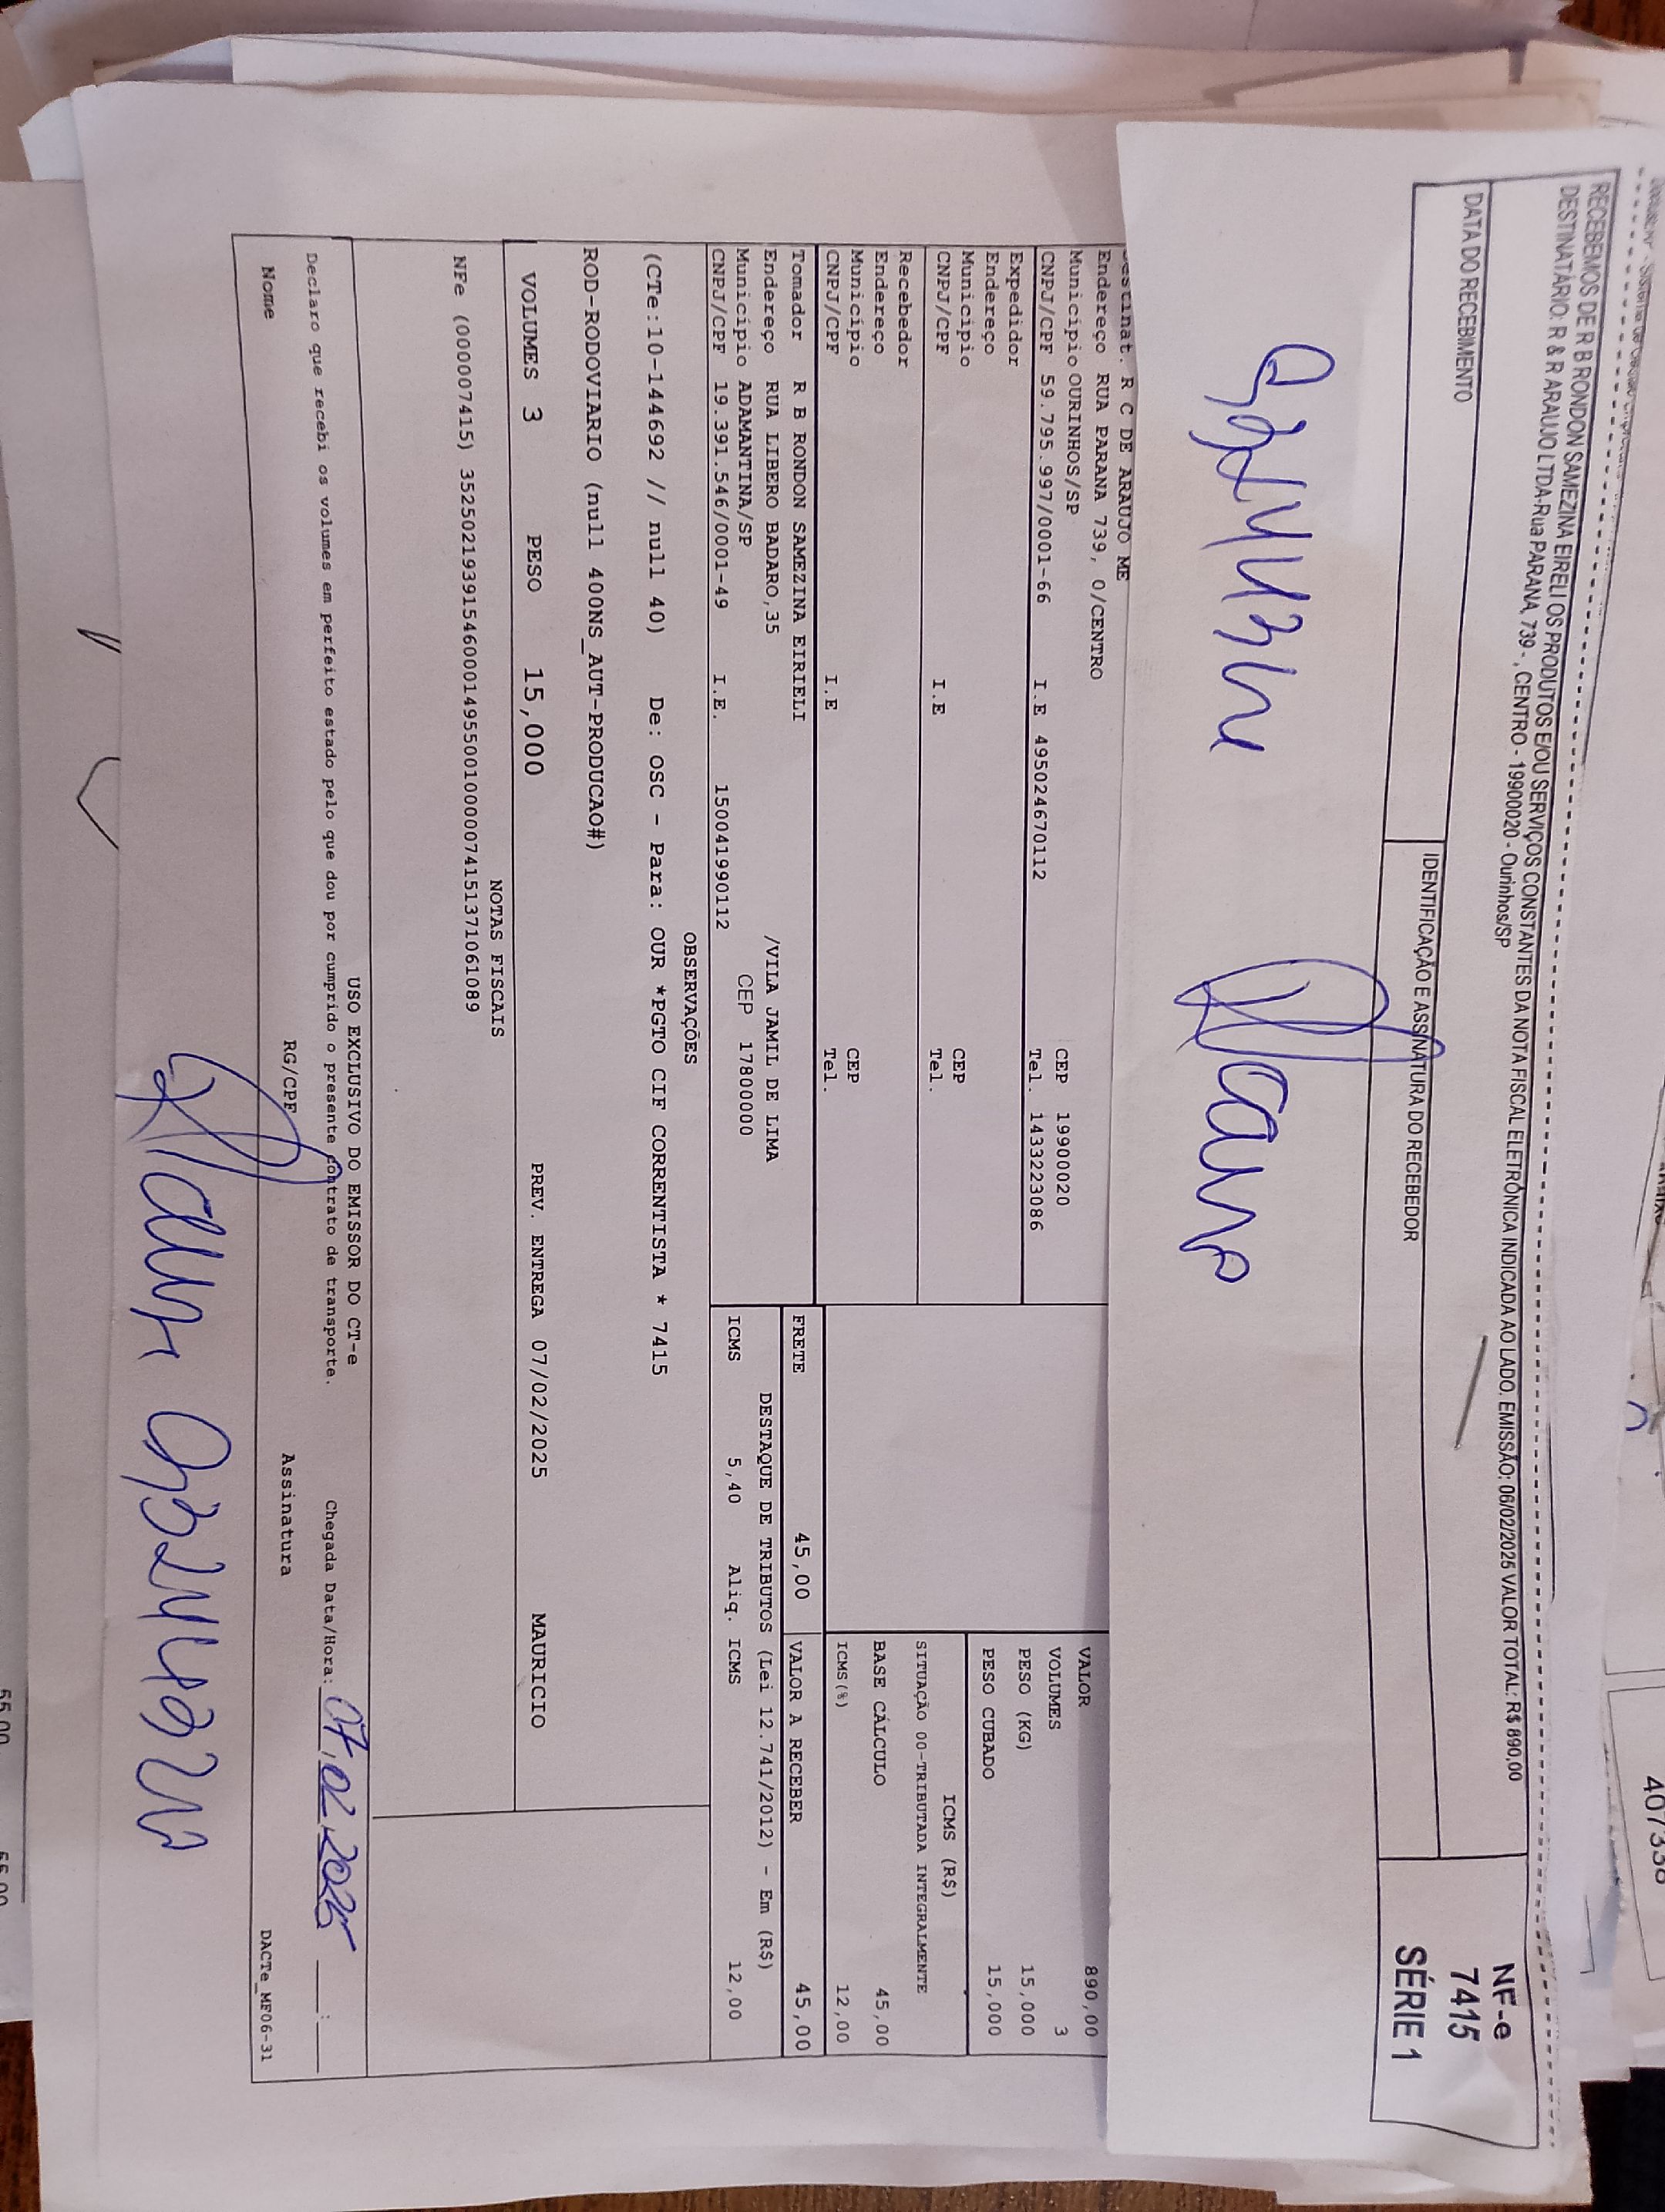 RECEBEMOS DE R B RONDON SAMEZINA EIRELI OS PRODUTOS E/OU SERVIÇOS CONSTANTES DA NOTA FISCAL ELETRÔNICA INDICADA AO LADO. EMISSÃO: 06/02/2025 VALOR TOTAL: R$ 890,00
DESTINATÁRIO: R & R ARAUJO LTDA-Rua PARANA, 739 - , CENTRO - 19900020 - Ourinhos/SP
NF-e
7415
SÉRIE 1
DATA DO RECEBIMENTO
IDENTIFICAÇÃO E ASSINATURA DO RECEBEDOR
407338
R C DE ARAUJO ME
Endereço RUA PARANA 739, 0/CENTRO
Municipio OURINHOS/SP CEP 19900020
CNPJ/CPF 59.795.997/0001-66 I.E 495024670112 Tel. 1433223086
Expedidor
Endereço
Municipio CEP
CNPJ/CPF I.E Tel.
Recebedor
Endereço
Municipio CEP
CNPJ/CPF I.E Tel.
VALOR 890,00
VOLUMES 3
PESO (KG) 15,000
PESO CUBADO 15,000
ICMS (R$)
SITUAÇÃO 00-TRIBUTADA INTEGRALMENTE
BASE CÁLCULO 45,00
ICMS(%) 12,00
Tomador R B RONDON SAMEZINA EIRIELI
Endereço RUA LIBERO BADARO,35 /VILA JAMIL DE LIMA
Municipio ADAMANTINA/SP CEP 17800000
CNPJ/CPF 19.391.546/0001-49 I.E. 150041990112
FRETE 45,00 VALOR A RECEBER 45,00
DESTAQUE DE TRIBUTOS (Lei 12.741/2012) - Em (R$)
ICMS 5,40 Aliq. ICMS 12,00
OBSERVAÇÕES
(CTe:10-144692 // null 40) De: OSC - Para: OUR *PGTO CIF CORRENTISTA * 7415
ROD-RODOVIARIO (null 400NS_AUT-PRODUCAO#)
VOLUMES 3 PESO 15,000 PREV. ENTREGA 07/02/2025 MAURICIO
NOTAS FISCAIS
NFe (000007415) 35250219391546000149550010000074151371061089
USO EXCLUSIVO DO EMISSOR DO CT-e
Declaro que recebi os volumes em perfeito estado pelo que dou por cumprido o presente contrato de transporte. Chegada Data/Hora: 07/02/2025 __:__
Nome RG/CPF Assinatura DACTe_MF06-31